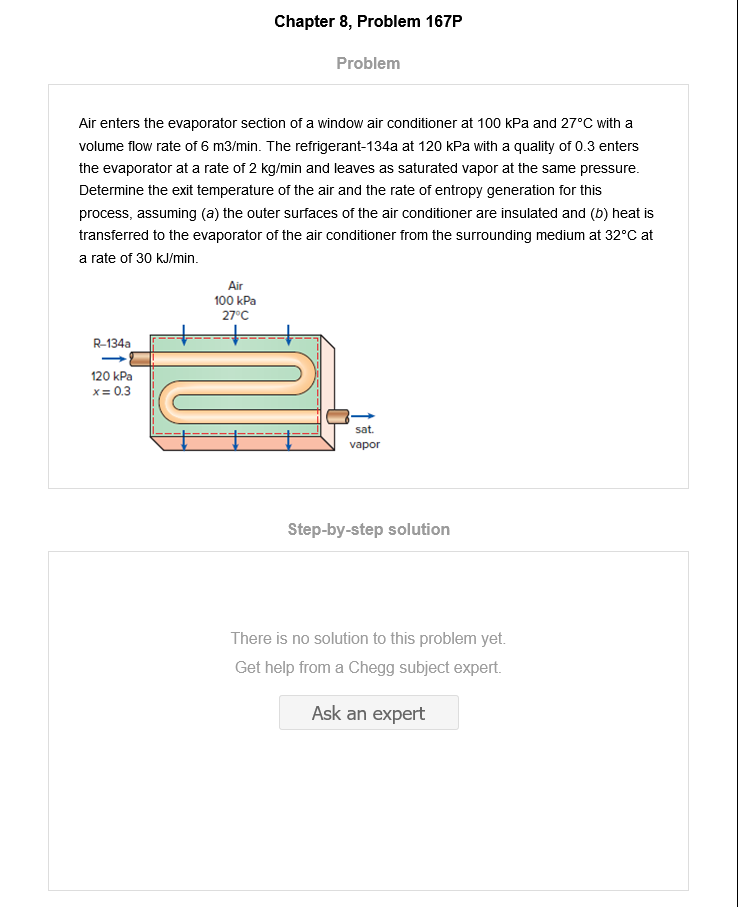 Chapter 8, Problem 167P
Problem
Air enters the evaporator section of a window air conditioner at 100 kPa and 27°C with a
volume flow rate of 6 m3/min. The refrigerant-134a at 120 kPa with a quality of 0.3 enters
the evaporator at a rate of 2 kg/min and leaves as saturated vapor at the same pressure.
Determine the exit temperature of the air and the rate of entropy generation for this
process, assuming (a) the outer surfaces of the air conditioner are insulated and (b) heat is
transferred to the evaporator of the air conditioner from the surrounding medium at 32°C at
a rate of 30 kJ/min.
Air
100 kPa
27°C
R–134a
120 kPa
x = 0.3
sat.
vapor
Step-by-step solution
There is no solution to this problem yet.
Get help from a Chegg subject expert.
Ask an expert